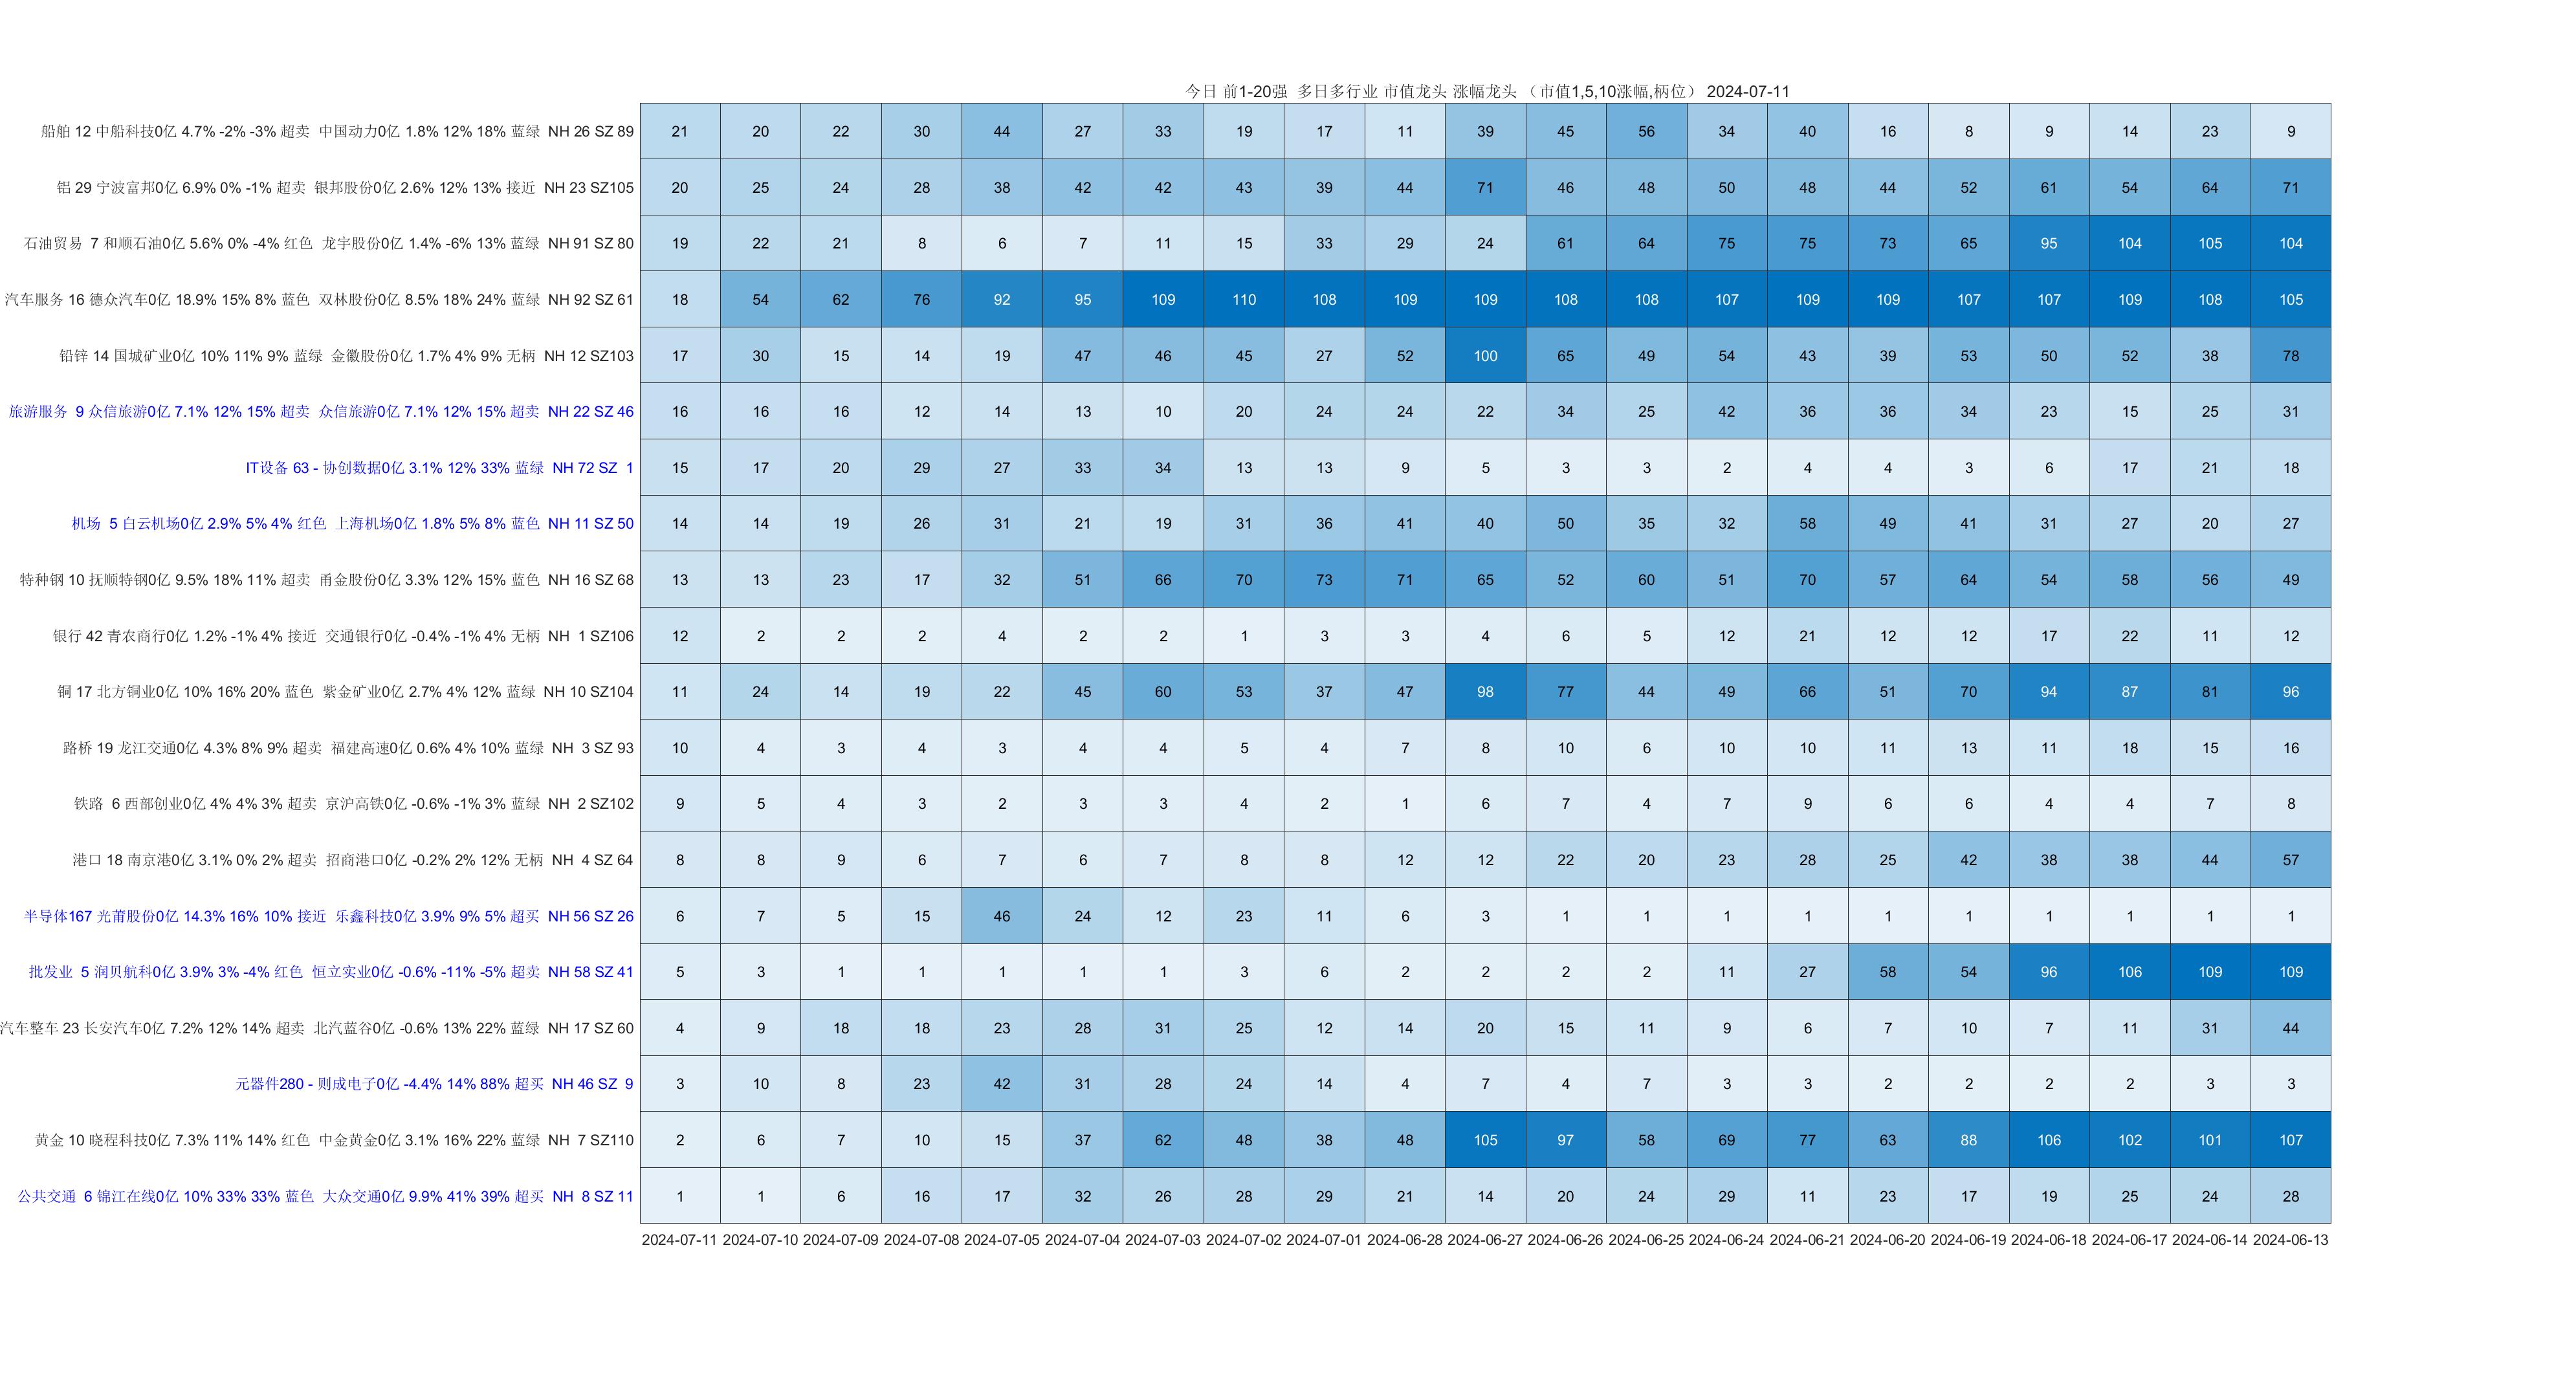 今日 前1-20强 多日多行业 市值龙头 涨幅龙头 （市值1,5,10涨幅,柄位） 2024-07-11
船舶 12 中船科技0亿 4.7% -2% -3% 超卖 中国动力0亿 1.8% 12% 18% 蓝绿 NH 26 SZ 89 21 20 22 30 44 27 33 19 17 11 39 45 56 34 40 16 8 9 14 23 9
铝 29 宁波富邦0亿 6.9% 0% -1% 超卖 银邦股份0亿 2.6% 12% 13% 接近 NH 23 SZ105 20 25 24 28 38 42 42 43 39 44 71 46 48 50 48 44 52 61 54 64 71
石油贸易 7 和顺石油0亿 5.6% 0% -4% 红色 龙宇股份0亿 1.4% -6% 13% 蓝绿 NH 91 SZ 80 19 22 21 8 6 7 11 15 33 29 24 61 64 75 75 73 65 95 104 105 104
汽车服务 16 德众汽车0亿 18.9% 15% 8% 蓝色 双林股份0亿 8.5% 18% 24% 蓝绿 NH 92 SZ 61 18 54 62 76 92 95 109 110 108 109 109 108 108 107 109 109 107 107 109 108 105
铅锌 14 国城矿业0亿 10% 11% 9% 蓝绿 金徽股份0亿 1.7% 4% 9% 无柄 NH 12 SZ103 17 30 15 14 19 47 46 45 27 52 100 65 49 54 43 39 53 50 52 38 78
旅游服务 9 众信旅游0亿 7.1% 12% 15% 超卖 众信旅游0亿 7.1% 12% 15% 超卖 NH 22 SZ 46 16 16 16 12 14 13 10 20 24 24 22 34 25 42 36 36 34 23 15 25 31
IT设备 63 - 协创数据0亿 3.1% 12% 33% 蓝绿 NH 72 SZ 1 15 17 20 29 27 33 34 13 13 9 5 3 3 2 4 4 3 6 17 21 18
机场 5 白云机场0亿 2.9% 5% 4% 红色 上海机场0亿 1.8% 5% 8% 蓝色 NH 11 SZ 50 14 14 19 26 31 21 19 31 36 41 40 50 35 32 58 49 41 31 27 20 27
特种钢 10 抚顺特钢0亿 9.5% 18% 11% 超卖 甬金股份0亿 3.3% 12% 15% 蓝色 NH 16 SZ 68 13 13 23 17 32 51 66 70 73 71 65 52 60 51 70 57 64 54 58 56 49
银行 42 青农商行0亿 1.2% -1% 4% 接近 交通银行0亿 -0.4% -1% 4% 无柄 NH 1 SZ106 12 2 2 2 4 2 2 1 3 3 4 6 5 12 21 12 12 17 22 11 12
铜 17 北方铜业0亿 10% 16% 20% 蓝色 紫金矿业0亿 2.7% 4% 12% 蓝绿 NH 10 SZ104 11 24 14 19 22 45 60 53 37 47 98 77 44 49 66 51 70 94 87 81 96
路桥 19 龙江交通0亿 4.3% 8% 9% 超卖 福建高速0亿 0.6% 4% 10% 蓝绿 NH 3 SZ 93 10 4 3 4 3 4 4 5 4 7 8 10 6 10 10 11 13 11 18 15 16
铁路 6 西部创业0亿 4% 4% 3% 超卖 京沪高铁0亿 -0.6% -1% 3% 蓝绿 NH 2 SZ102 9 5 4 3 2 3 3 4 2 1 6 7 4 7 9 6 6 4 4 7 8
港口 18 南京港0亿 3.1% 0% 2% 超卖 招商港口0亿 -0.2% 2% 12% 无柄 NH 4 SZ 64 8 8 9 6 7 6 7 8 8 12 12 22 20 23 28 25 42 38 38 44 57
半导体167 光莆股份0亿 14.3% 16% 10% 接近 乐鑫科技0亿 3.9% 9% 5% 超买 NH 56 SZ 26 6 7 5 15 46 24 12 23 11 6 3 1 1 1 1 1 1 1 1 1 1
批发业 5 润贝航科0亿 3.9% 3% -4% 红色 恒立实业0亿 -0.6% -11% -5% 超卖 NH 58 SZ 41 5 3 1 1 1 1 1 3 6 2 2 2 2 11 27 58 54 96 106 109 109
汽车整车 23 长安汽车0亿 7.2% 12% 14% 超卖 北汽蓝谷0亿 -0.6% 13% 22% 蓝绿 NH 17 SZ 60 4 9 18 18 23 28 31 25 12 14 20 15 11 9 6 7 10 7 11 31 44
元器件280 - 则成电子0亿 -4.4% 14% 88% 超买 NH 46 SZ 9 3 10 8 23 42 31 28 24 14 4 7 4 7 3 3 2 2 2 2 3 3
黄金 10 晓程科技0亿 7.3% 11% 14% 红色 中金黄金0亿 3.1% 16% 22% 蓝绿 NH 7 SZ110 2 6 7 10 15 37 62 48 38 48 105 97 58 69 77 63 88 106 102 101 107
公共交通 6 锦江在线0亿 10% 33% 33% 蓝色 大众交通0亿 9.9% 41% 39% 超买 NH 8 SZ 11 1 1 6 16 17 32 26 28 29 21 14 20 24 29 11 23 17 19 25 24 28
2024-07-11 2024-07-10 2024-07-09 2024-07-08 2024-07-05 2024-07-04 2024-07-03 2024-07-02 2024-07-01 2024-06-28 2024-06-27 2024-06-26 2024-06-25 2024-06-24 2024-06-21 2024-06-20 2024-06-19 2024-06-18 2024-06-17 2024-06-14 2024-06-13